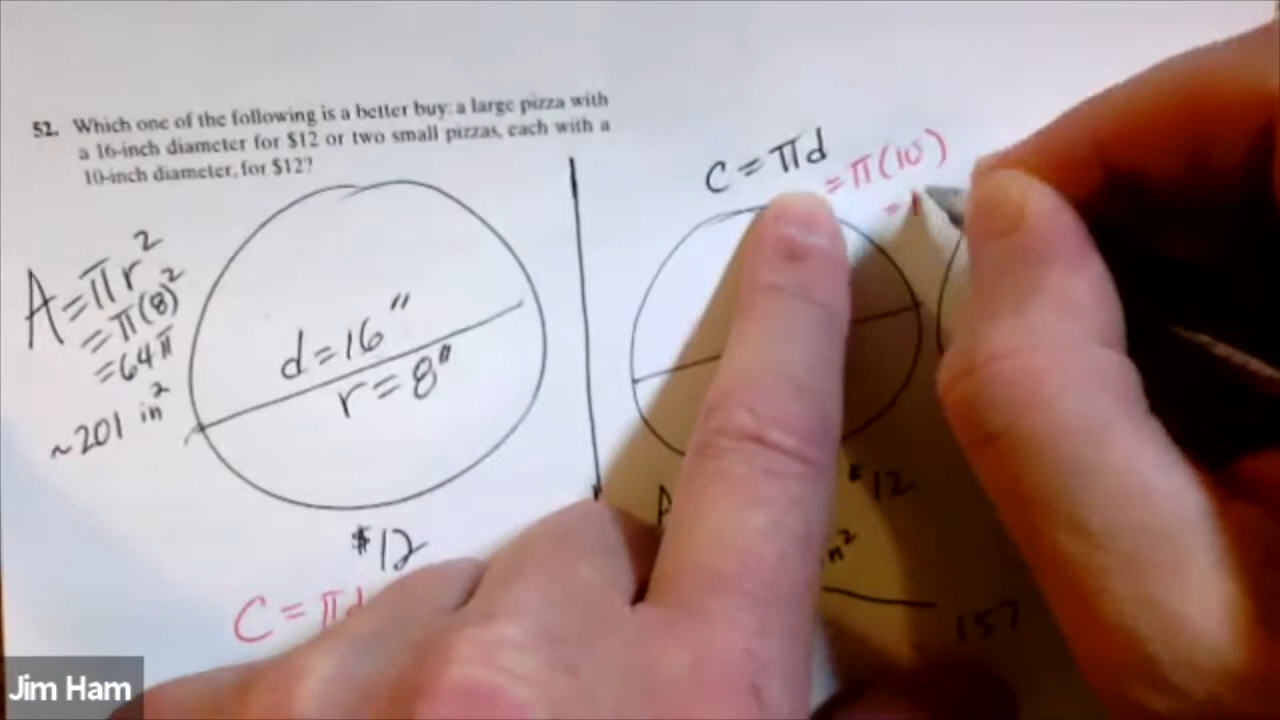 52. Which one of the following is a better buy: a large pizza with
a 16-inch diameter for $12 or two small pizzas, each with a
10-inch diameter, for $12?
A = πr²
= π(8)²
= 64π
~201 in²
d = 16"
r = 8"
$12
C = πd
C = πd
= π(10)
=
A
$12
in²
157
Jim Ham